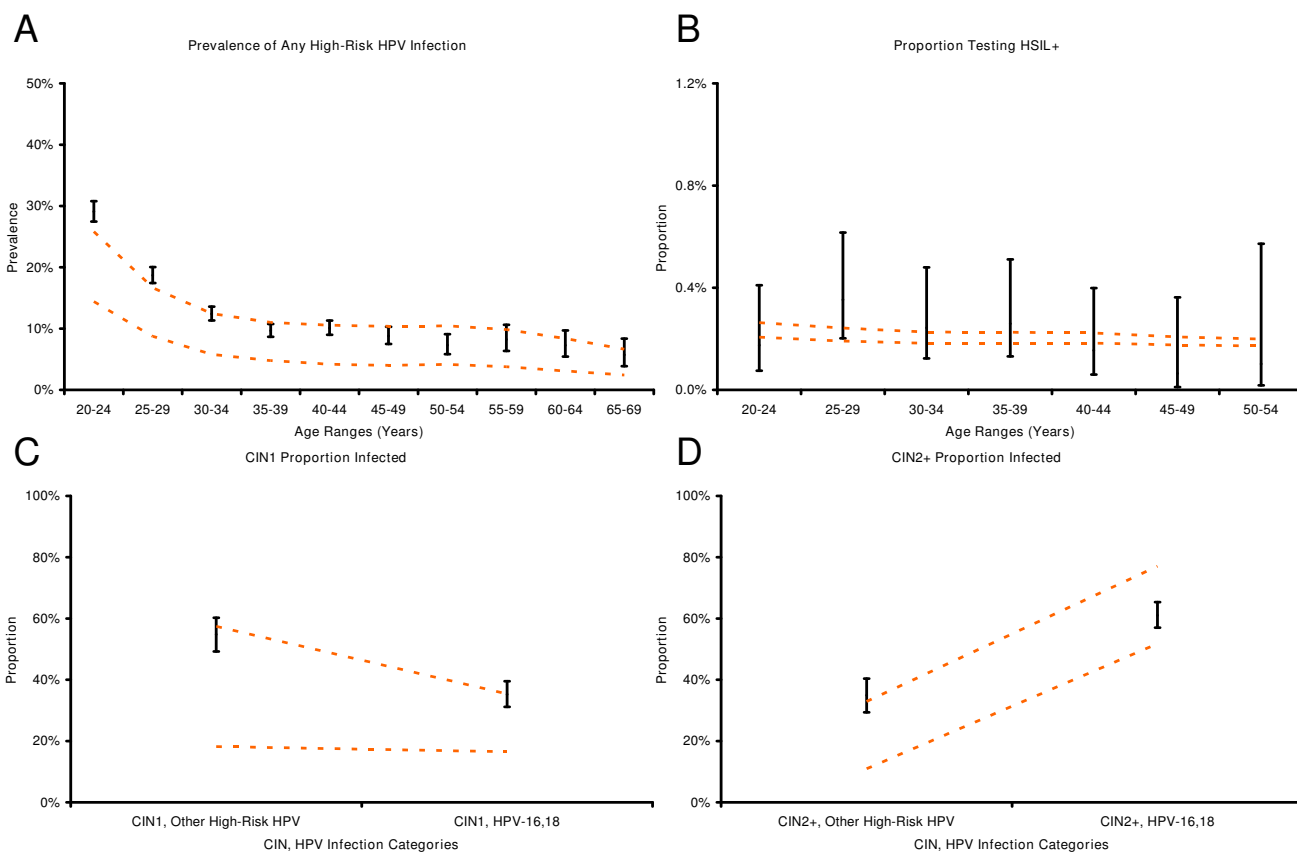 A
Prevalence of Any High-Risk HPV Infection
50%
40%
30%
20%
10%
0%
Prevalence
20-24 25-29 30-34 35-39 40-44 45-49 50-54 55-59 60-64 65-69
Age Ranges (Years)
B
Proportion Testing HSIL+
1.2%
0.8%
0.4%
0.0%
Proportion
20-24 25-29 30-34 35-39 40-44 45-49 50-54
Age Ranges (Years)
C
CIN1 Proportion Infected
100%
80%
60%
40%
20%
0%
Proportion
CIN1, Other High-Risk HPV CIN1, HPV-16,18
CIN, HPV Infection Categories
D
CIN2+ Proportion Infected
100%
80%
60%
40%
20%
0%
Proportion
CIN2+, Other High-Risk HPV CIN2+, HPV-16,18
CIN, HPV Infection Categories